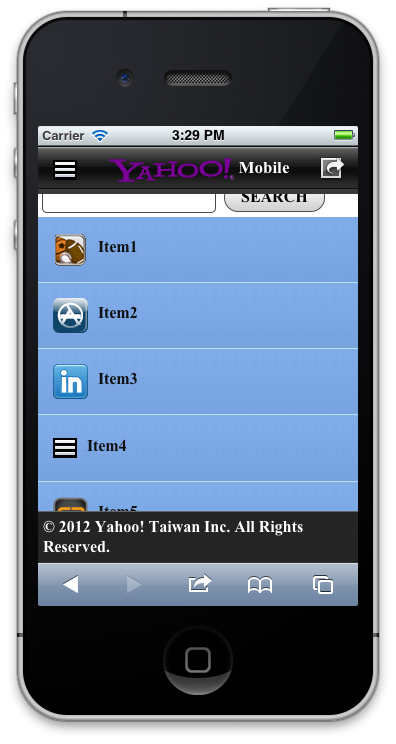 Carrier 3:29 PM
YAHOO! Mobile
SEARCH
Item1
Item2
in Item3
Item4
Item5
© 2012 Yahoo! Taiwan Inc. All Rights
Reserved.